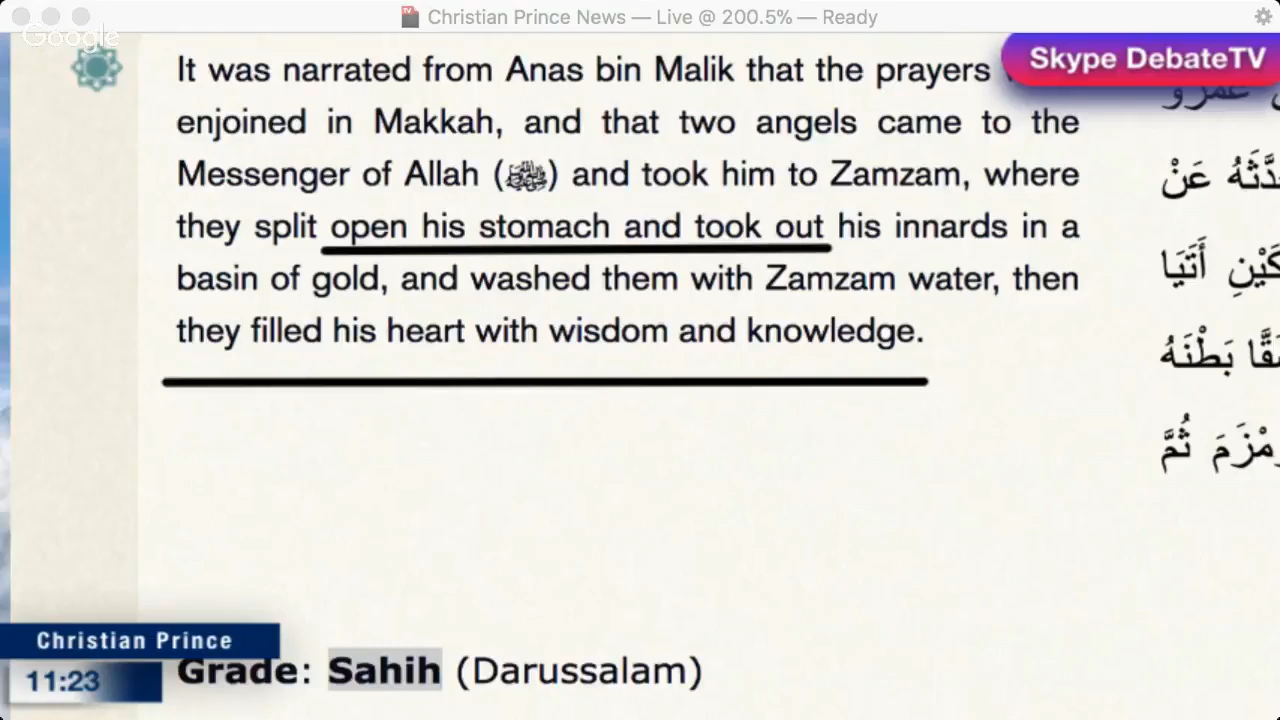 Christian Prince News — Live @ 200.5% — Ready
Google
Skype DebateTV
It was narrated from Anas bin Malik that the prayers
enjoined in Makkah, and that two angels came to the
Messenger of Allah (ﷺ) and took him to Zamzam, where
they split open his stomach and took out his innards in a
basin of gold, and washed them with Zamzam water, then
they filled his heart with wisdom and knowledge.
عَمْرُو
عَنْ
أَتَيَا
بَطْنَهُ
ثُمَّ
Christian Prince
11:23
Grade: Sahih (Darussalam)